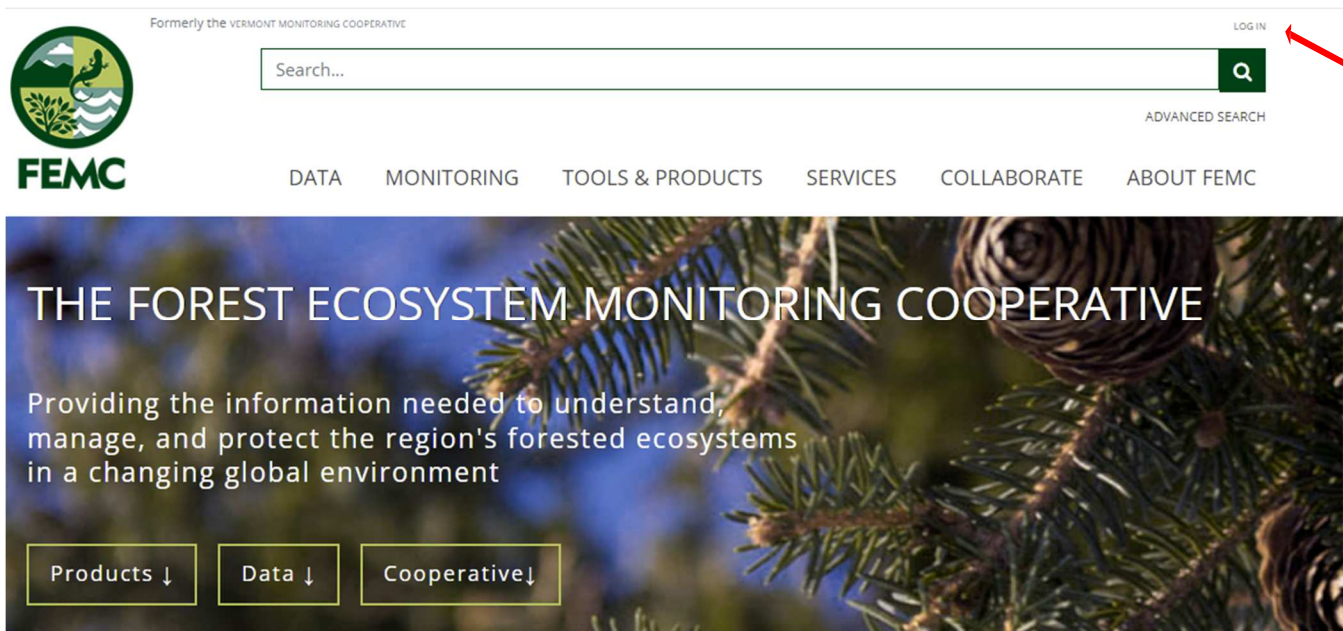 Formerly the VERMONT MONITORING COOPERATIVE
LOG IN
Search...
ADVANCED SEARCH
FEMC
DATA MONITORING TOOLS & PRODUCTS SERVICES COLLABORATE ABOUT FEMC
THE FOREST ECOSYSTEM MONITORING COOPERATIVE
Providing the information needed to understand,
manage, and protect the region's forested ecosystems
in a changing global environment
Products ↓ Data ↓ Cooperative↓